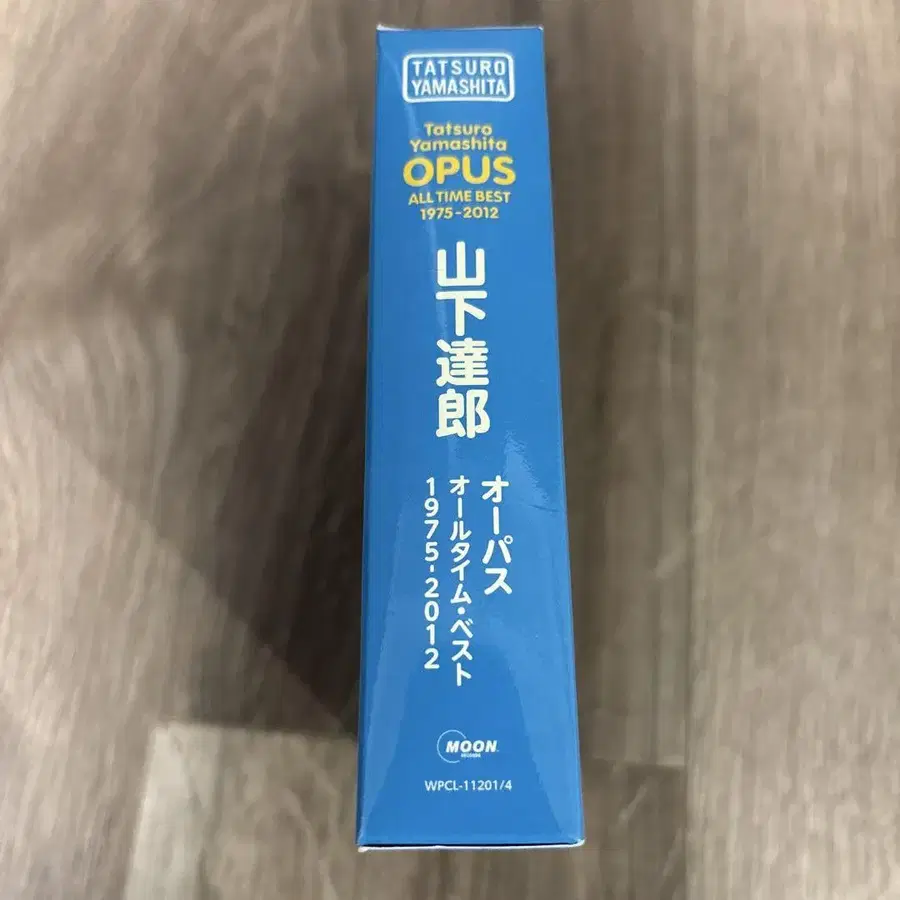 TATSURO
YAMASHITA
Tatsuro
Yamashita
OPUS
ALL TIME BEST
1975-2012
山下達郎
オーパス
オールタイム・ベスト
1975-2012
MOON
RECORDS
WPCL-11201/4